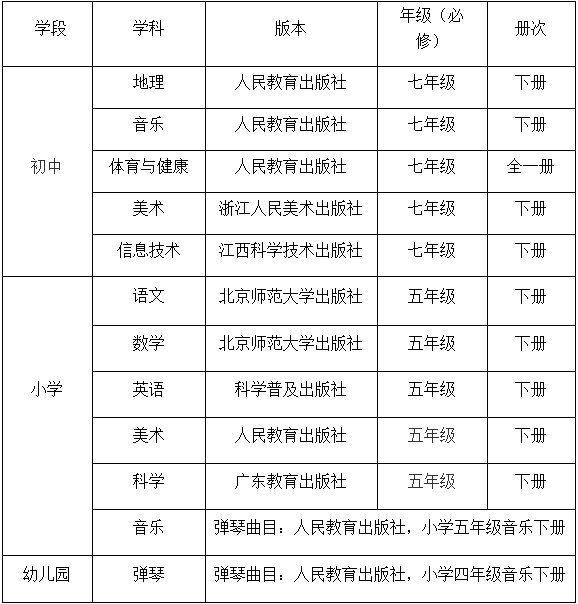 学段 学科 版本 年级（必修） 册次
初中 地理 人民教育出版社 七年级 下册
音乐 人民教育出版社 七年级 下册
体育与健康 人民教育出版社 七年级 全一册
美术 浙江人民美术出版社 七年级 下册
信息技术 江西科学技术出版社 七年级 下册
小学 语文 北京师范大学出版社 五年级 下册
数学 北京师范大学出版社 五年级 下册
英语 科学普及出版社 五年级 下册
美术 人民教育出版社 五年级 下册
科学 广东教育出版社 五年级 下册
音乐 弹琴曲目：人民教育出版社，小学五年级音乐下册
幼儿园 弹琴 弹琴曲目：人民教育出版社，小学四年级音乐下册